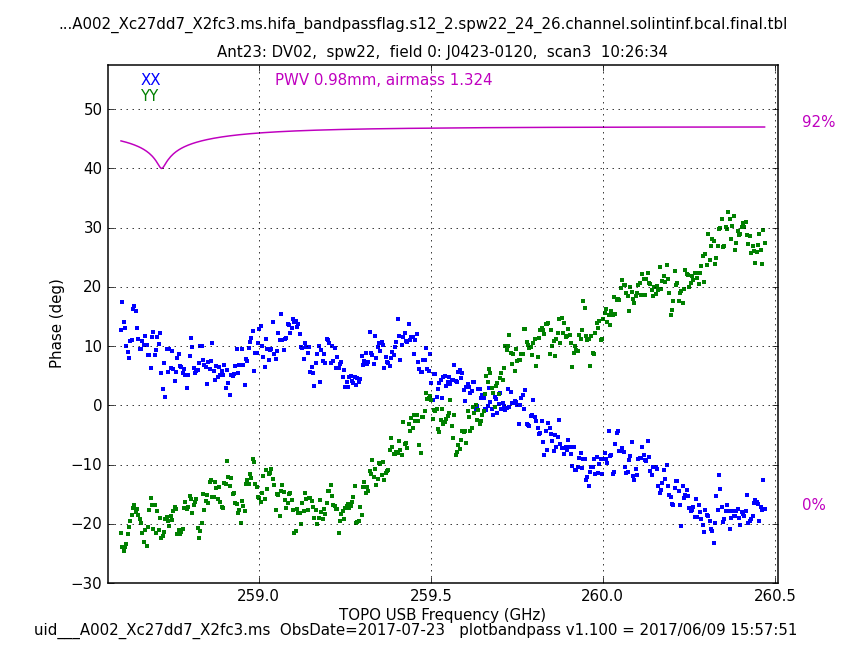 ...A002_Xc27dd7_X2fc3.ms.hifa_bandpassflag.s12_2.spw22_24_26.channel.solintinf.bcal.final.tbl
Ant23: DV02,  spw22,  field 0: J0423-0120,  scan3  10:26:34
XX
YY
PWV 0.98mm, airmass 1.324
92%
0%
50
40
30
20
10
0
−10
−20
−30
Phase (deg)
259.0
259.5
260.0
260.5
TOPO USB Frequency (GHz)
uid___A002_Xc27dd7_X2fc3.ms  ObsDate=2017-07-23   plotbandpass v1.100 = 2017/06/09 15:57:51